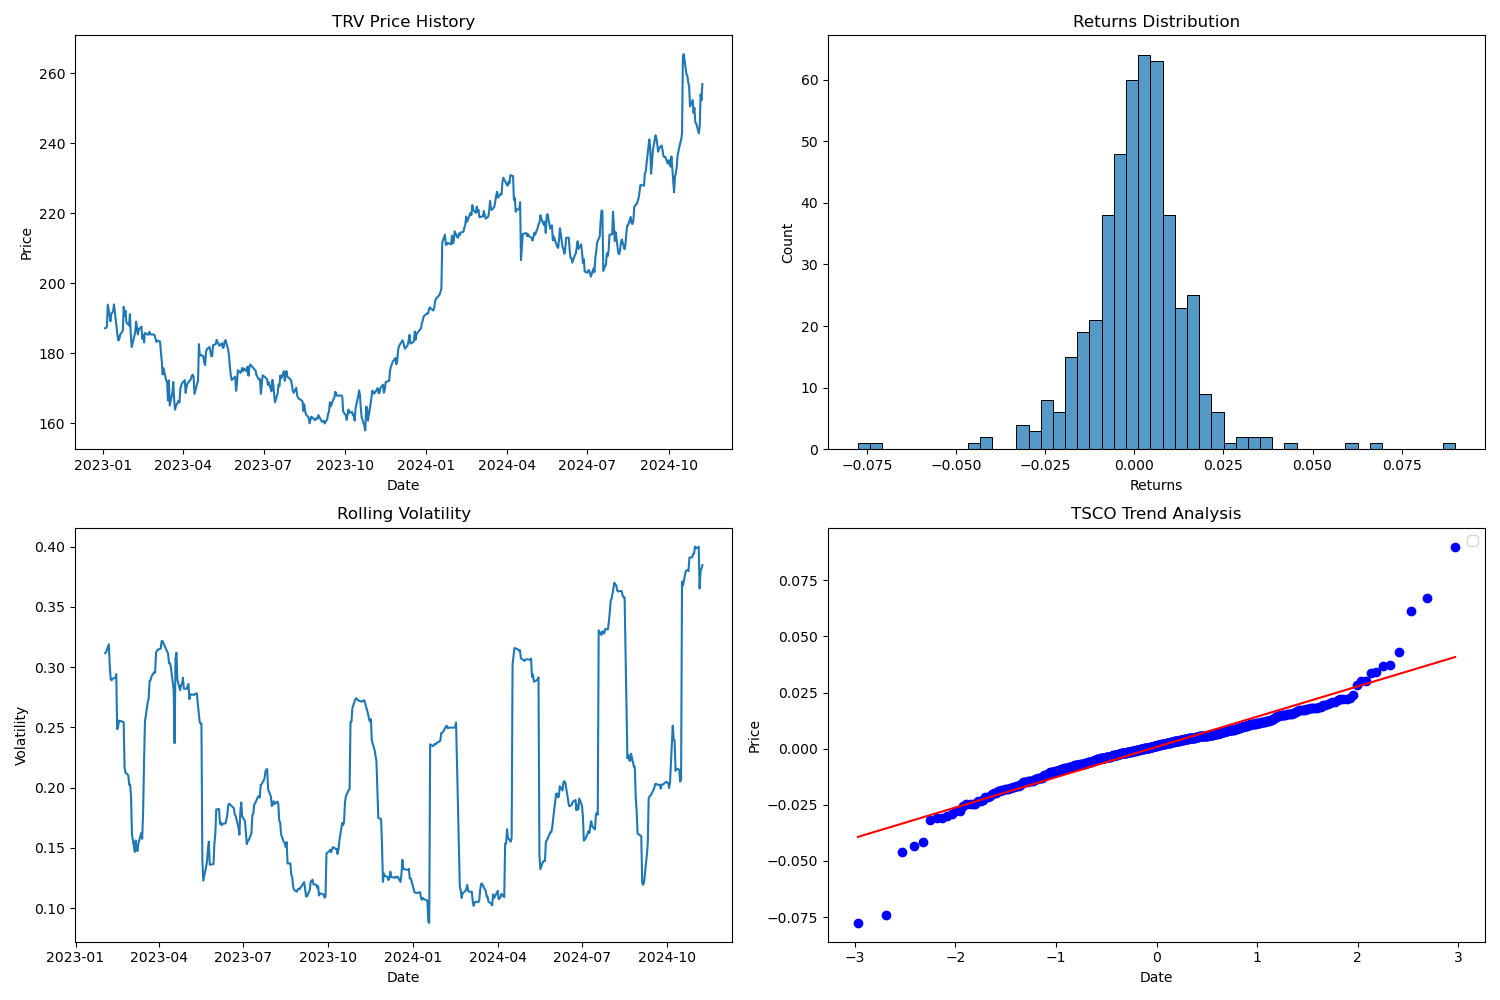 TRV Price History
260
240
220
200
180
160
Price
2023-01 2023-04 2023-07 2023-10 2024-01 2024-04 2024-07 2024-10
Date
Returns Distribution
60
50
40
30
20
10
0
Count
−0.075 −0.050 −0.025 0.000 0.025 0.050 0.075
Returns
Rolling Volatility
0.40
0.35
0.30
0.25
0.20
0.15
0.10
Volatility
2023-01 2023-04 2023-07 2023-10 2024-01 2024-04 2024-07 2024-10
Date
TSCO Trend Analysis
0.075
0.050
0.025
0.000
−0.025
−0.050
−0.075
Price
−3 −2 −1 0 1 2 3
Date